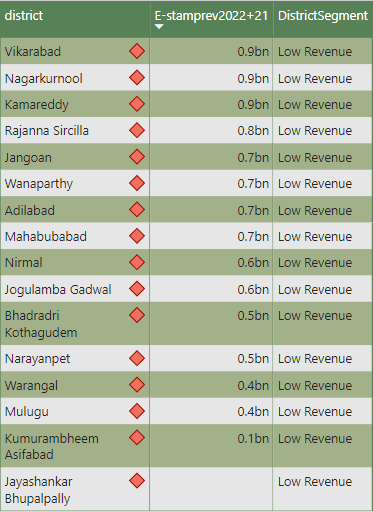 district E-stamprev2022+21 DistrictSegment
Vikarabad 0.9bn Low Revenue
Nagarkurnool 0.9bn Low Revenue
Kamareddy 0.9bn Low Revenue
Rajanna Sircilla 0.8bn Low Revenue
Jangoan 0.7bn Low Revenue
Wanaparthy 0.7bn Low Revenue
Adilabad 0.7bn Low Revenue
Mahabubabad 0.7bn Low Revenue
Nirmal 0.6bn Low Revenue
Jogulamba Gadwal 0.6bn Low Revenue
Bhadradri 0.5bn Low Revenue
Kothagudem
Narayanpet 0.5bn Low Revenue
Warangal 0.4bn Low Revenue
Mulugu 0.4bn Low Revenue
Kumurambheem 0.1bn Low Revenue
Asifabad
Jayashankar Low Revenue
Bhupalpally